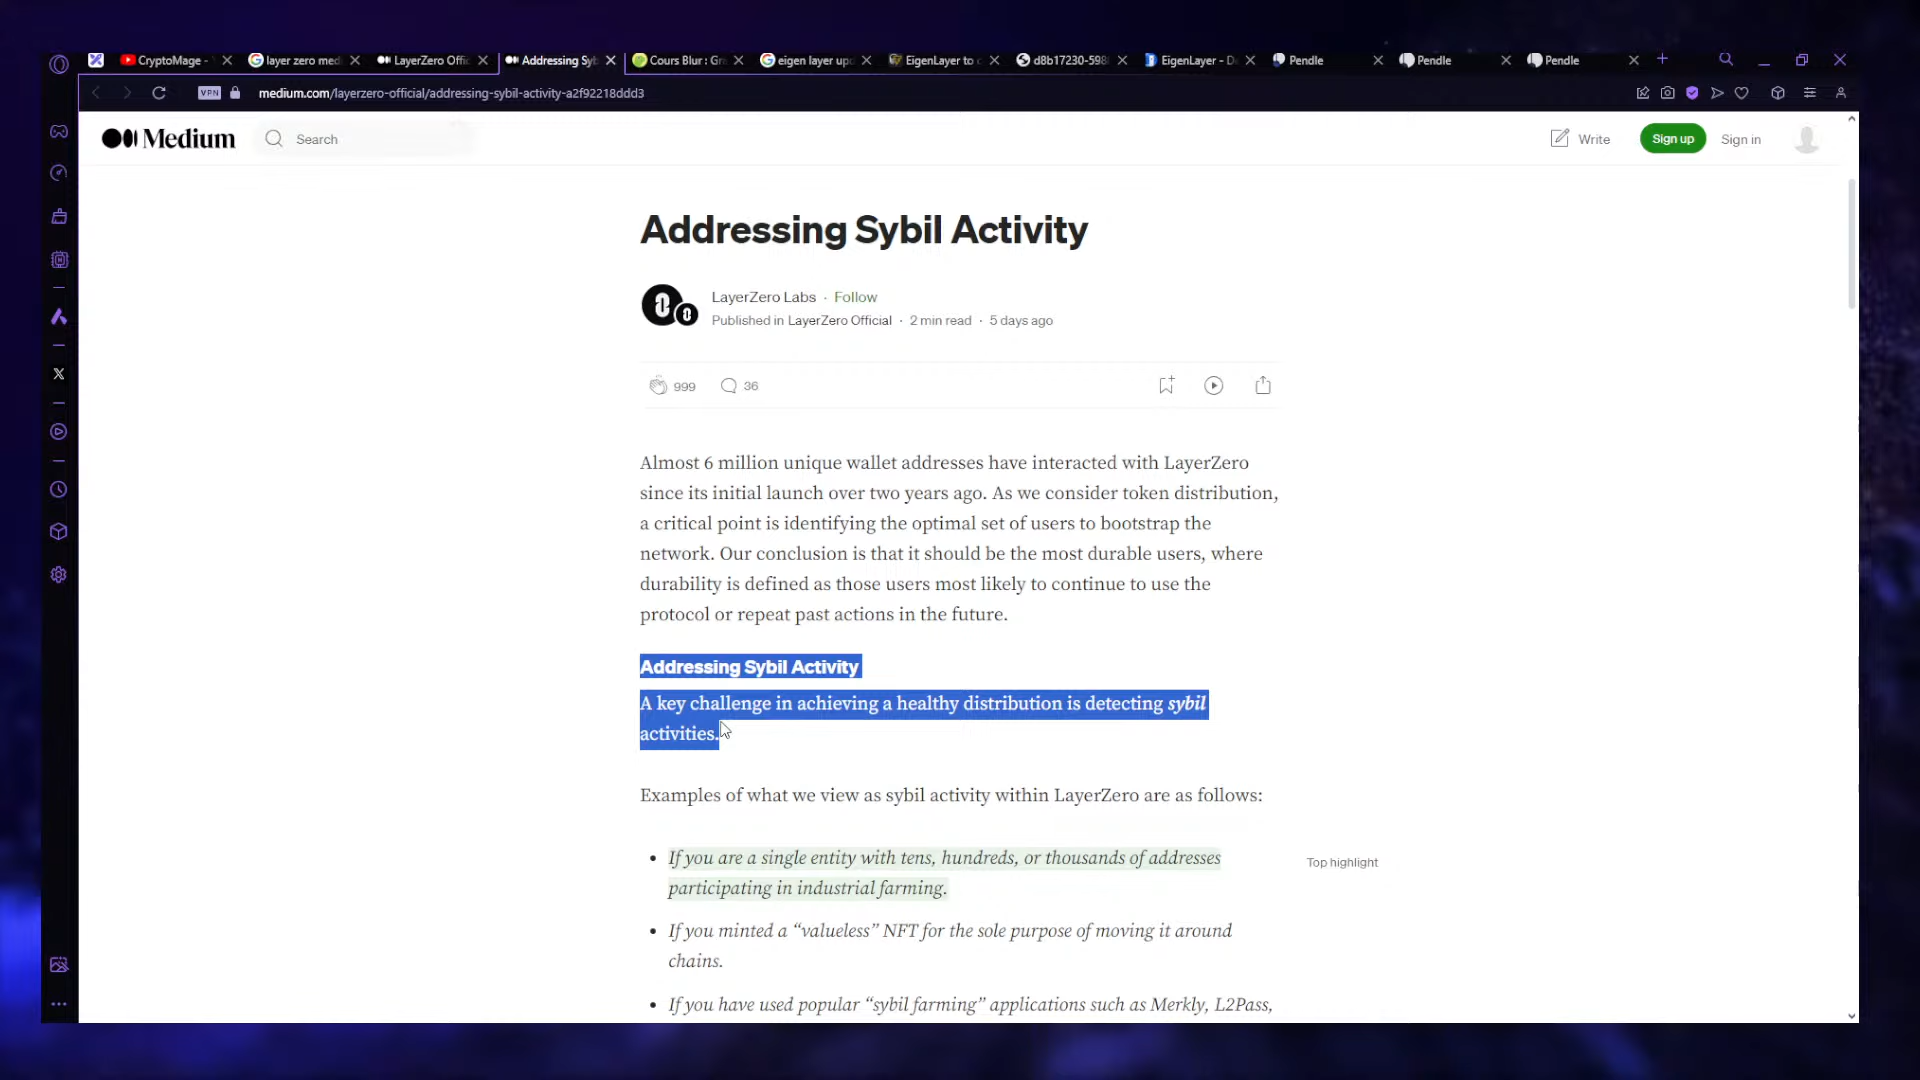 CryptoMage -
layer zero med
LayerZero Offic
Addressing Syb
Cours Blur : Gr
eigen layer upc
EigenLayer to
d8b17230-598
EigenLayer - D
Pendle
Pendle
Pendle
VPN
medium.com/layerzero-official/addressing-sybil-activity-a2f92218ddd3
Medium
Search
Write
Sign up
Sign in
Addressing Sybil Activity
LayerZero Labs · Follow
Published in LayerZero Official · 2 min read · 5 days ago
999
36
Almost 6 million unique wallet addresses have interacted with LayerZero
since its initial launch over two years ago. As we consider token distribution,
a critical point is identifying the optimal set of users to bootstrap the
network. Our conclusion is that it should be the most durable users, where
durability is defined as those users most likely to continue to use the
protocol or repeat past actions in the future.
Addressing Sybil Activity
A key challenge in achieving a healthy distribution is detecting sybil
activities.
Examples of what we view as sybil activity within LayerZero are as follows:
• If you are a single entity with tens, hundreds, or thousands of addresses
participating in industrial farming.
Top highlight
• If you minted a “valueless” NFT for the sole purpose of moving it around
chains.
• If you have used popular “sybil farming” applications such as Merkly, L2Pass,